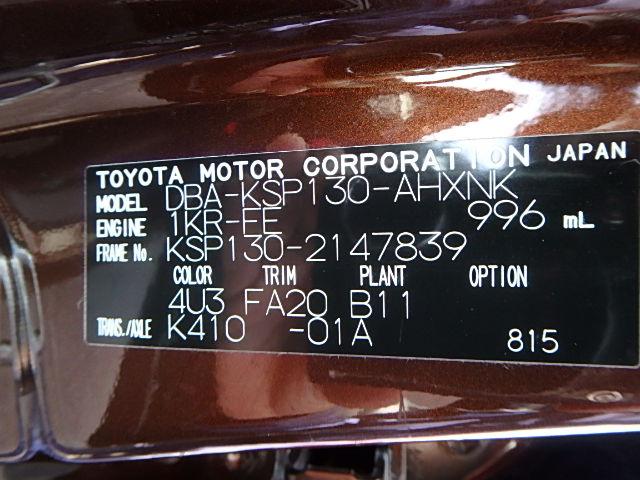 TOYOTA MOTOR CORPORATION JAPAN
MODEL DBA-KSP130-AHXNK
ENGINE 1KR-EE 996 mL
FRAME No. KSP130-2147839
COLOR TRIM PLANT OPTION
4U3 FA20 B11
TRANS./AXLE K410 -01A 815